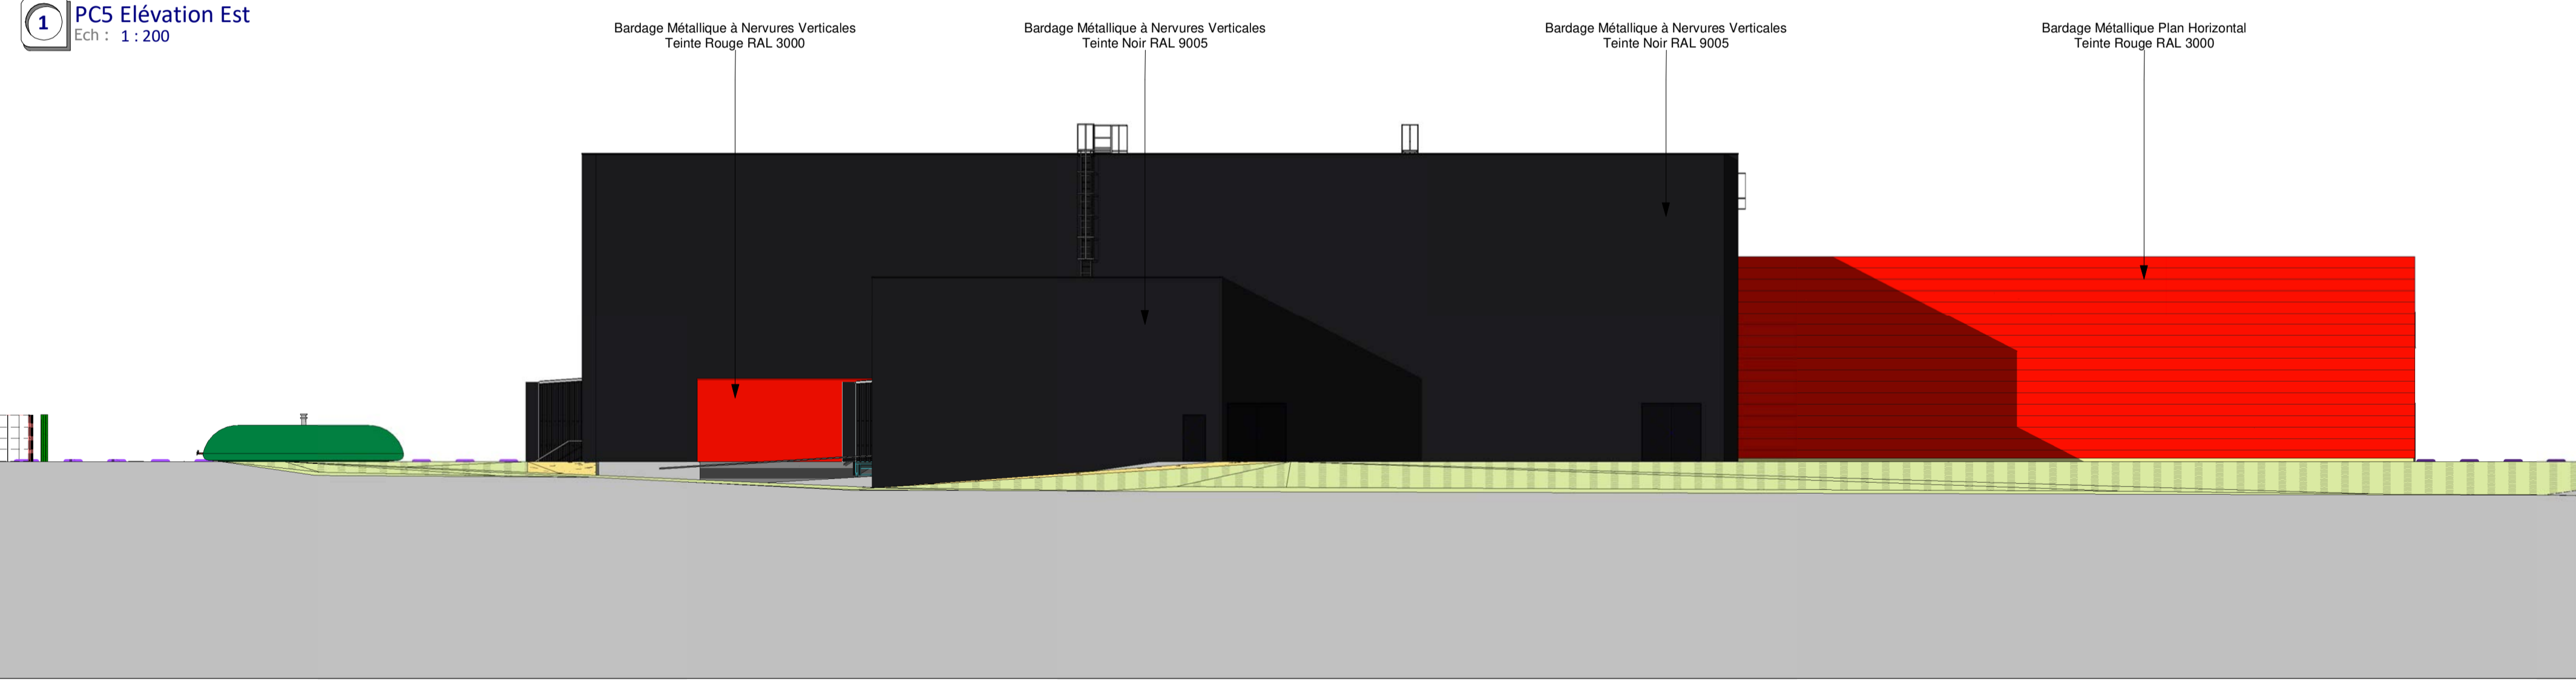 1
PC5 Elévation Est
Ech : 1 : 200
Bardage Métallique à Nervures Verticales
Teinte Rouge RAL 3000
Bardage Métallique à Nervures Verticales
Teinte Noir RAL 9005
Bardage Métallique à Nervures Verticales
Teinte Noir RAL 9005
Bardage Métallique Plan Horizontal
Teinte Rouge RAL 3000